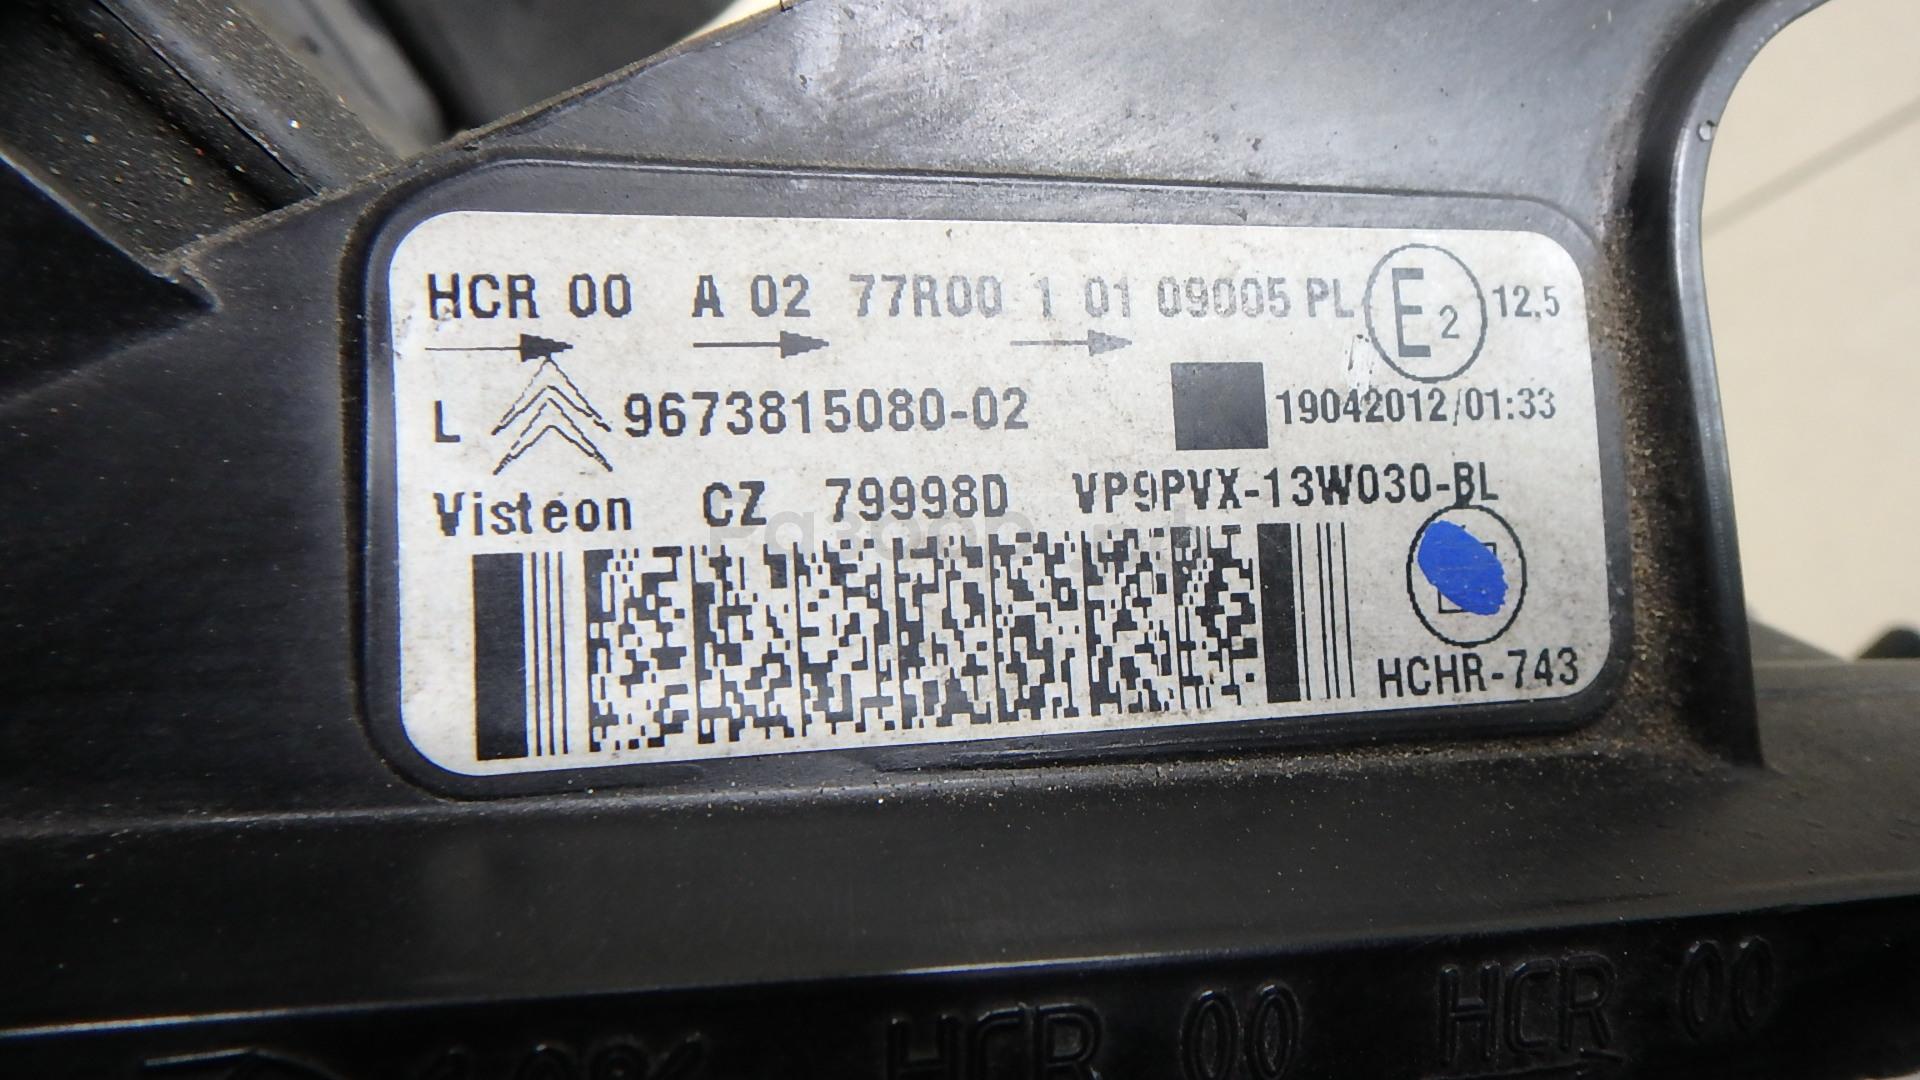 HCR 00 A 02 77R00 1 01 09005 PL E2 12,5
L 9673815080-02 19042012/01:33
Visteon CZ 79998D VP9PVX-13W030-BL
HCHR-743
HCR 00 HCR 00